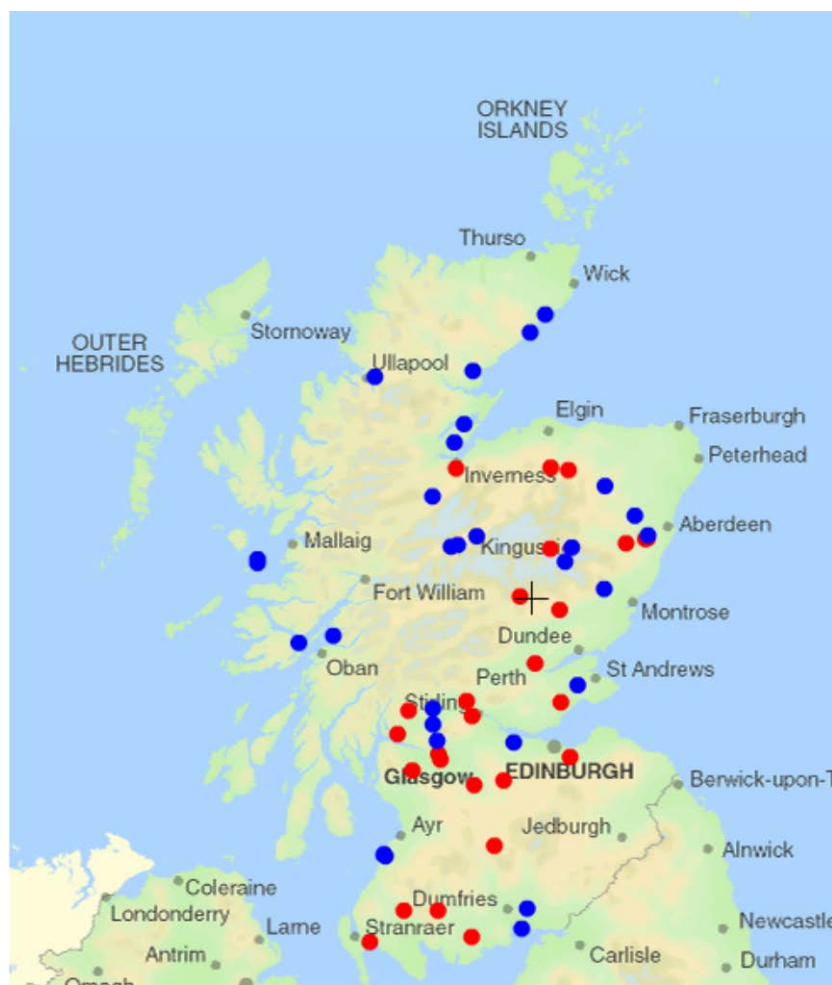 ORKNEY
ISLANDS
Thurso
Wick
OUTER
HEBRIDES
Stornoway
Ullapool
Elgin
Fraserburgh
Peterhead
Inverness
Aberdeen
Mallaig
Fort William
Montrose
Dundee
Oban
Perth
St Andrews
Glasgow
EDINBURGH
Berwick-upon-T
Ayr
Jedburgh
Alnwick
Coleraine
Londonderry
Dumfries
Larne
Stranraer
Newcastle
Antrim
Carlisle
Durham